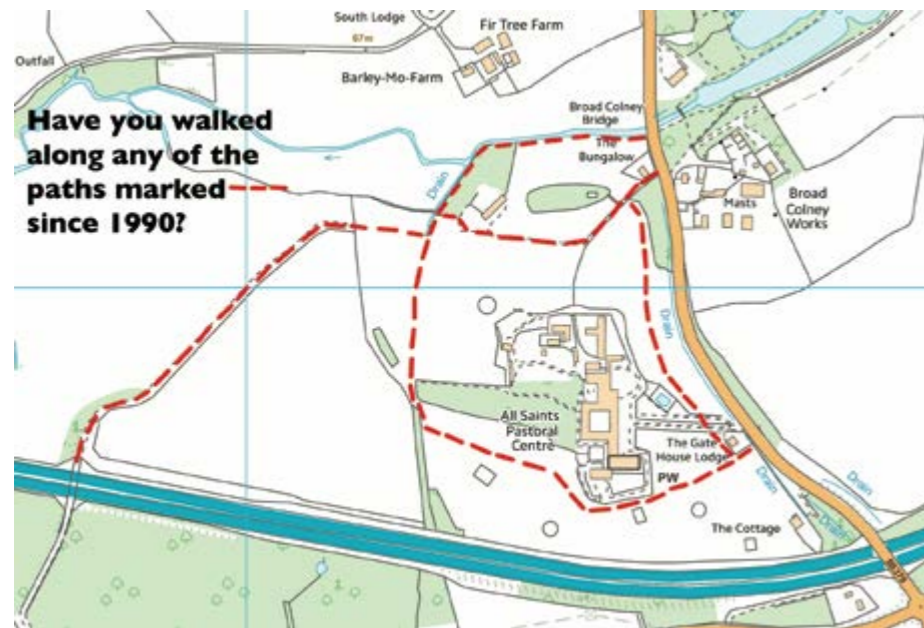 South Lodge
Fir Tree Farm
67m
Outfall
Barley-Mo-Farm
Have you walked
along any of the
paths marked
since 1990?
Broad Colney
Bridge
The
Bungalow
Drain
Masts
Broad
Colney
Works
Drain
All Saints
Pastoral
Centre
The Gate
House Lodge
PW
Drain
Drain
The Cottage
Drain